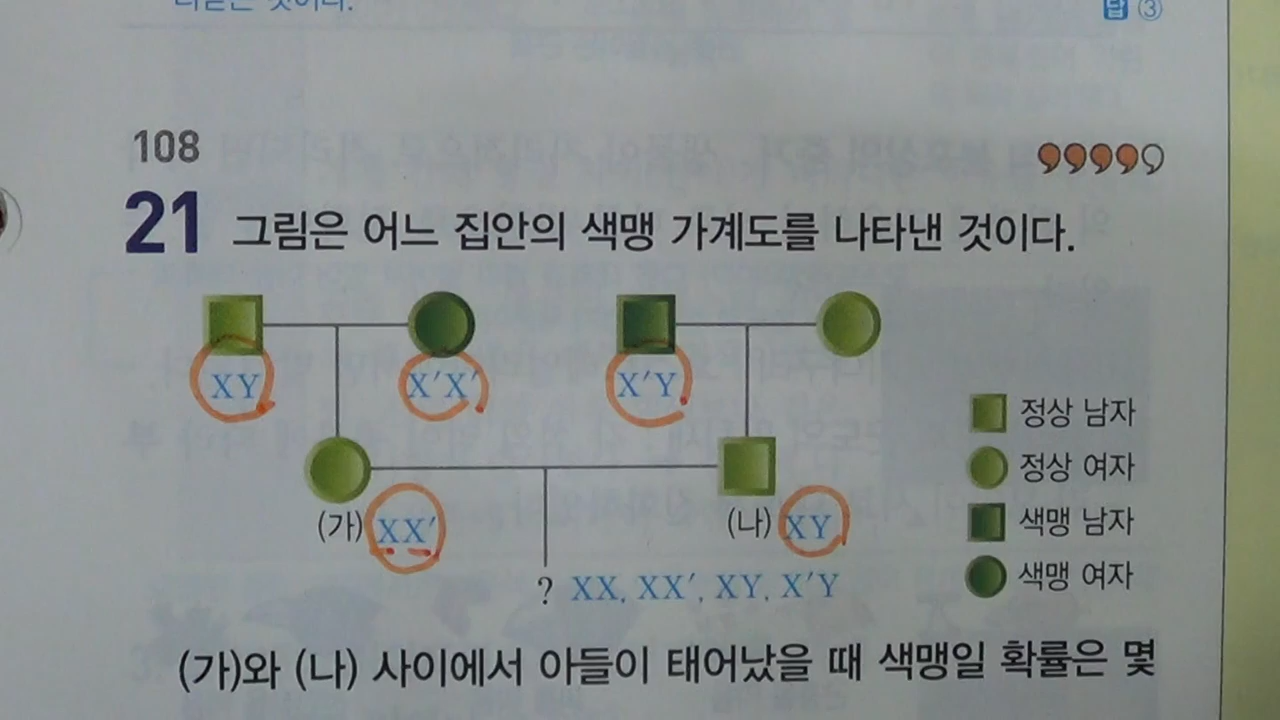 답 ③
108
21 그림은 어느 집안의 색맹 가계도를 나타낸 것이다.
XY X′X′ X′Y
정상 남자
정상 여자
색맹 남자
색맹 여자
(가) XX′ (나) XY
? XX, XX′, XY, X′Y
(가)와 (나) 사이에서 아들이 태어났을 때 색맹일 확률은 몇